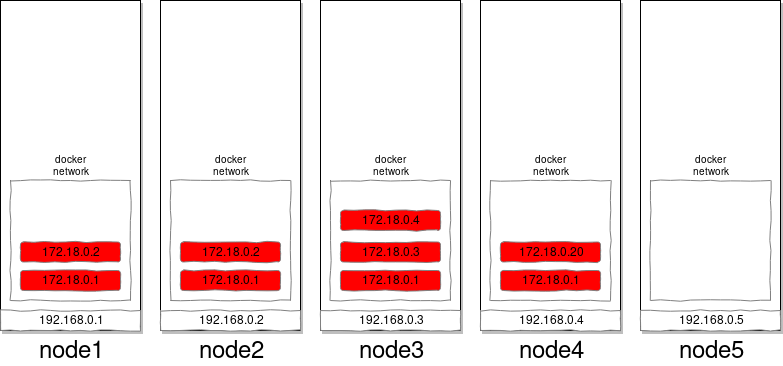 docker
network
172.18.0.2
172.18.0.1
192.168.0.1
node1
docker
network
172.18.0.2
172.18.0.1
192.168.0.2
node2
docker
network
172.18.0.4
172.18.0.3
172.18.0.1
192.168.0.3
node3
docker
network
172.18.0.20
172.18.0.1
192.168.0.4
node4
docker
network
192.168.0.5
node5